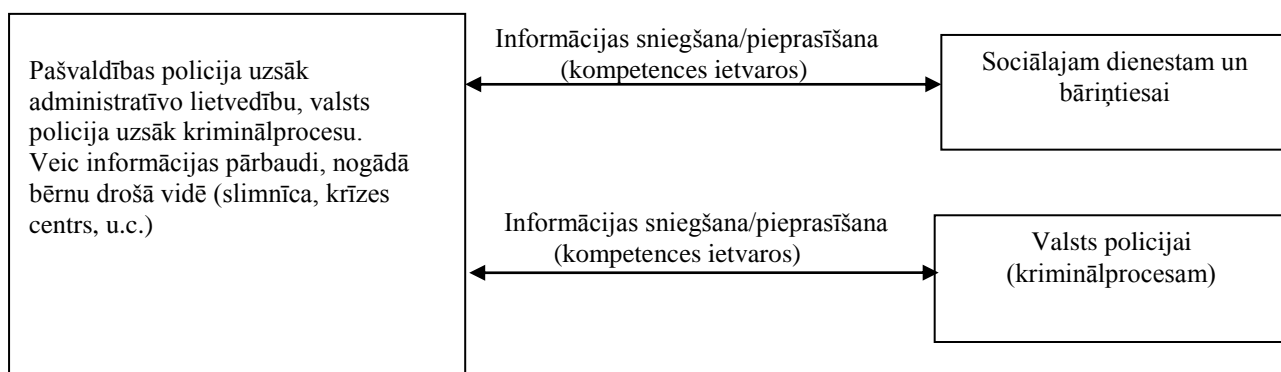 Pašvaldības policija uzsāk
administratīvo lietvedību, valsts
policija uzsāk kriminālprocesu.
Veic informācijas pārbaudi, nogādā
bērnu drošā vidē (slimnīca, krīzes
centrs, u.c.)
Informācijas sniegšana/pieprasīšana
(kompetences ietvaros)
Sociālajam dienestam un
bāriņtiesai
Informācijas sniegšana/pieprasīšana
(kompetences ietvaros)
Valsts policijai
(kriminālprocesam)